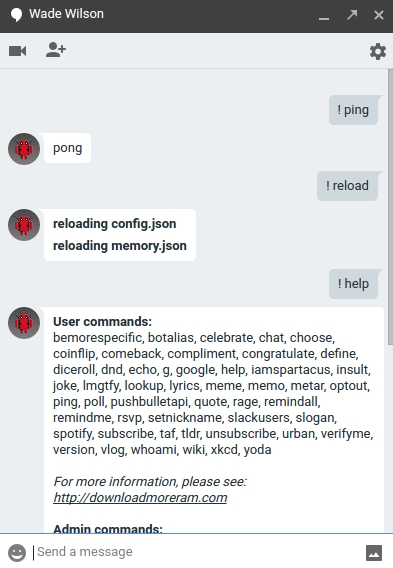 Wade Wilson
! ping
pong
! reload
reloading config.json
reloading memory.json
! help
User commands:
bemorespecific, botalias, celebrate, chat, choose,
coinflip, comeback, compliment, congratulate, define,
diceroll, dnd, echo, g, google, help, iamspartacus, insult,
joke, lmgtfy, lookup, lyrics, meme, memo, metar, optout,
ping, poll, pushbulletapi, quote, rage, remindall,
remindme, rsvp, setnickname, slackusers, slogan,
spotify, subscribe, taf, tldr, unsubscribe, urban, verifyme,
version, vlog, whoami, wiki, xkcd, yoda
For more information, please see:
http://downloadmoreram.com
Admin commands:
Send a message